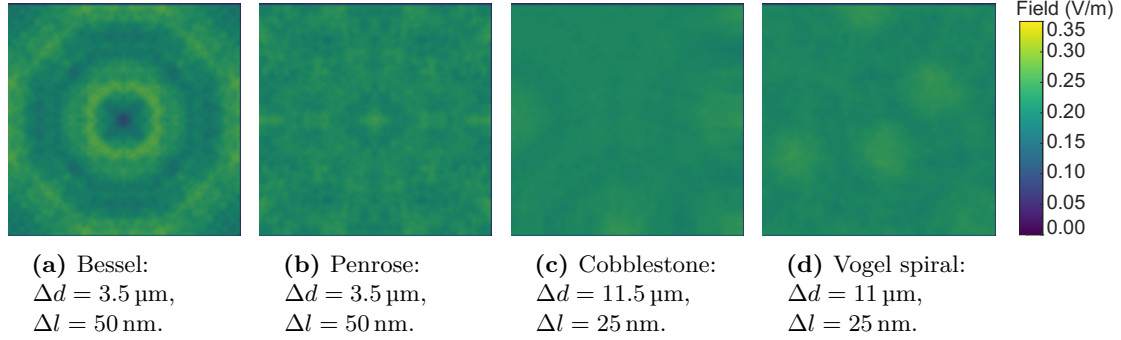 Field (V/m)
0.35
0.30
0.25
0.20
0.15
0.10
0.05
0.00
(a) Bessel:
Δd = 3.5 µm,
Δl = 50 nm.
(b) Penrose:
Δd = 3.5 µm,
Δl = 50 nm.
(c) Cobblestone:
Δd = 11.5 µm,
Δl = 25 nm.
(d) Vogel spiral:
Δd = 11 µm,
Δl = 25 nm.